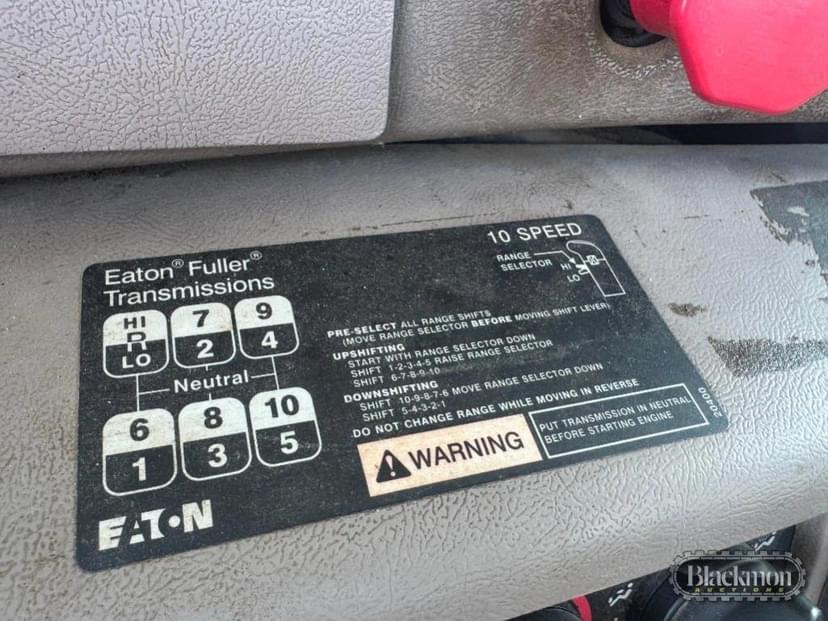 Eaton® Fuller®
Transmissions
10 SPEED
RANGE
SELECTOR
HI
LO
HI
R
LO
7
2
9
4
Neutral
6
1
8
3
10
5
PRE-SELECT ALL RANGE SHIFTS
(MOVE RANGE SELECTOR BEFORE MOVING SHIFT LEVER)
UPSHIFTING
START WITH RANGE SELECTOR DOWN
SHIFT 1-2-3-4-5 RAISE RANGE SELECTOR
SHIFT 6-7-8-9-10
DOWNSHIFTING
SHIFT 10-9-8-7-6 MOVE RANGE SELECTOR DOWN
SHIFT 5-4-3-2-1
DO NOT CHANGE RANGE WHILE MOVING IN REVERSE
WARNING
PUT TRANSMISSION IN NEUTRAL
BEFORE STARTING ENGINE
20400
EATON
Blackmon
AUCTIONS